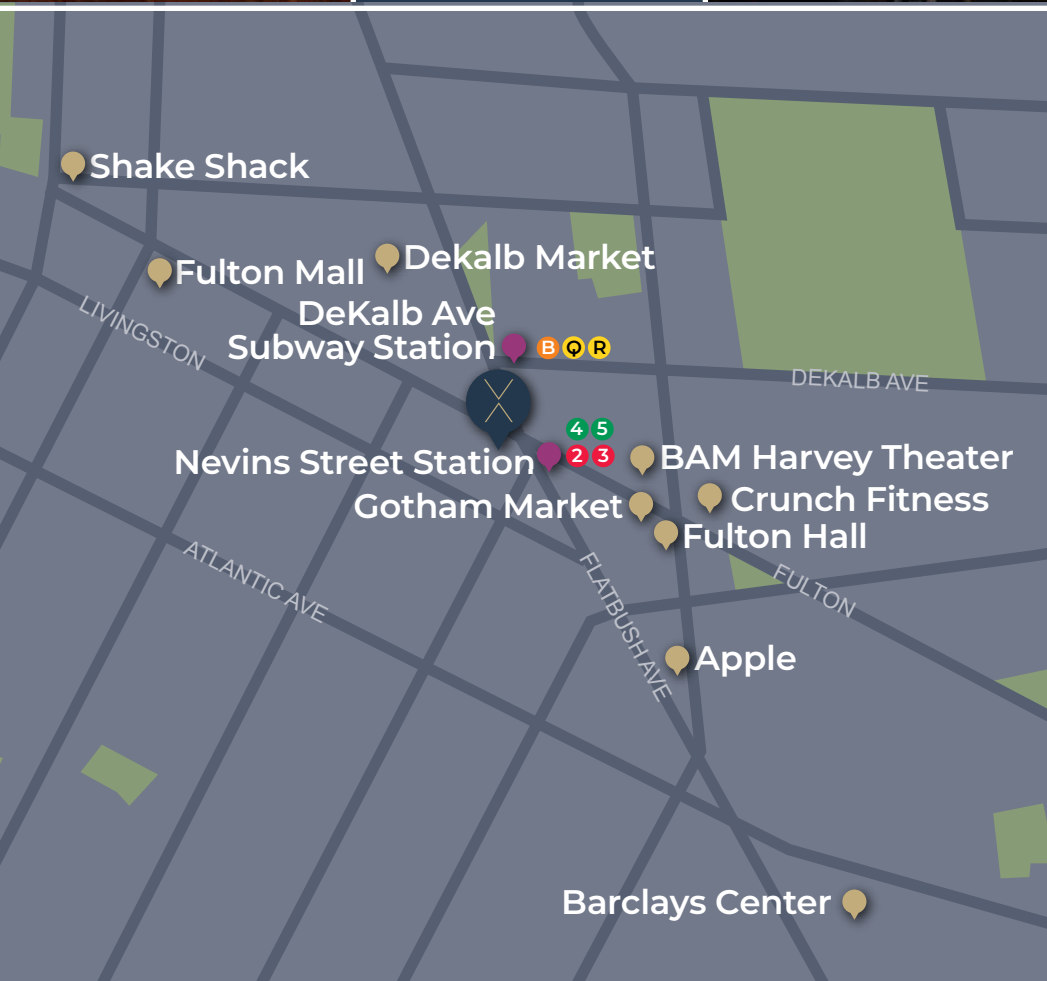 Shake Shack
Dekalb Market
Fulton Mall
LIVINGSTON
DeKalb Ave
Subway Station
B Q R
DEKALB AVE
4 5
Nevins Street Station
2 3
BAM Harvey Theater
Gotham Market
Crunch Fitness
Fulton Hall
ATLANTIC AVE
FLATBUSH AVE
FULTON
Apple
Barclays Center